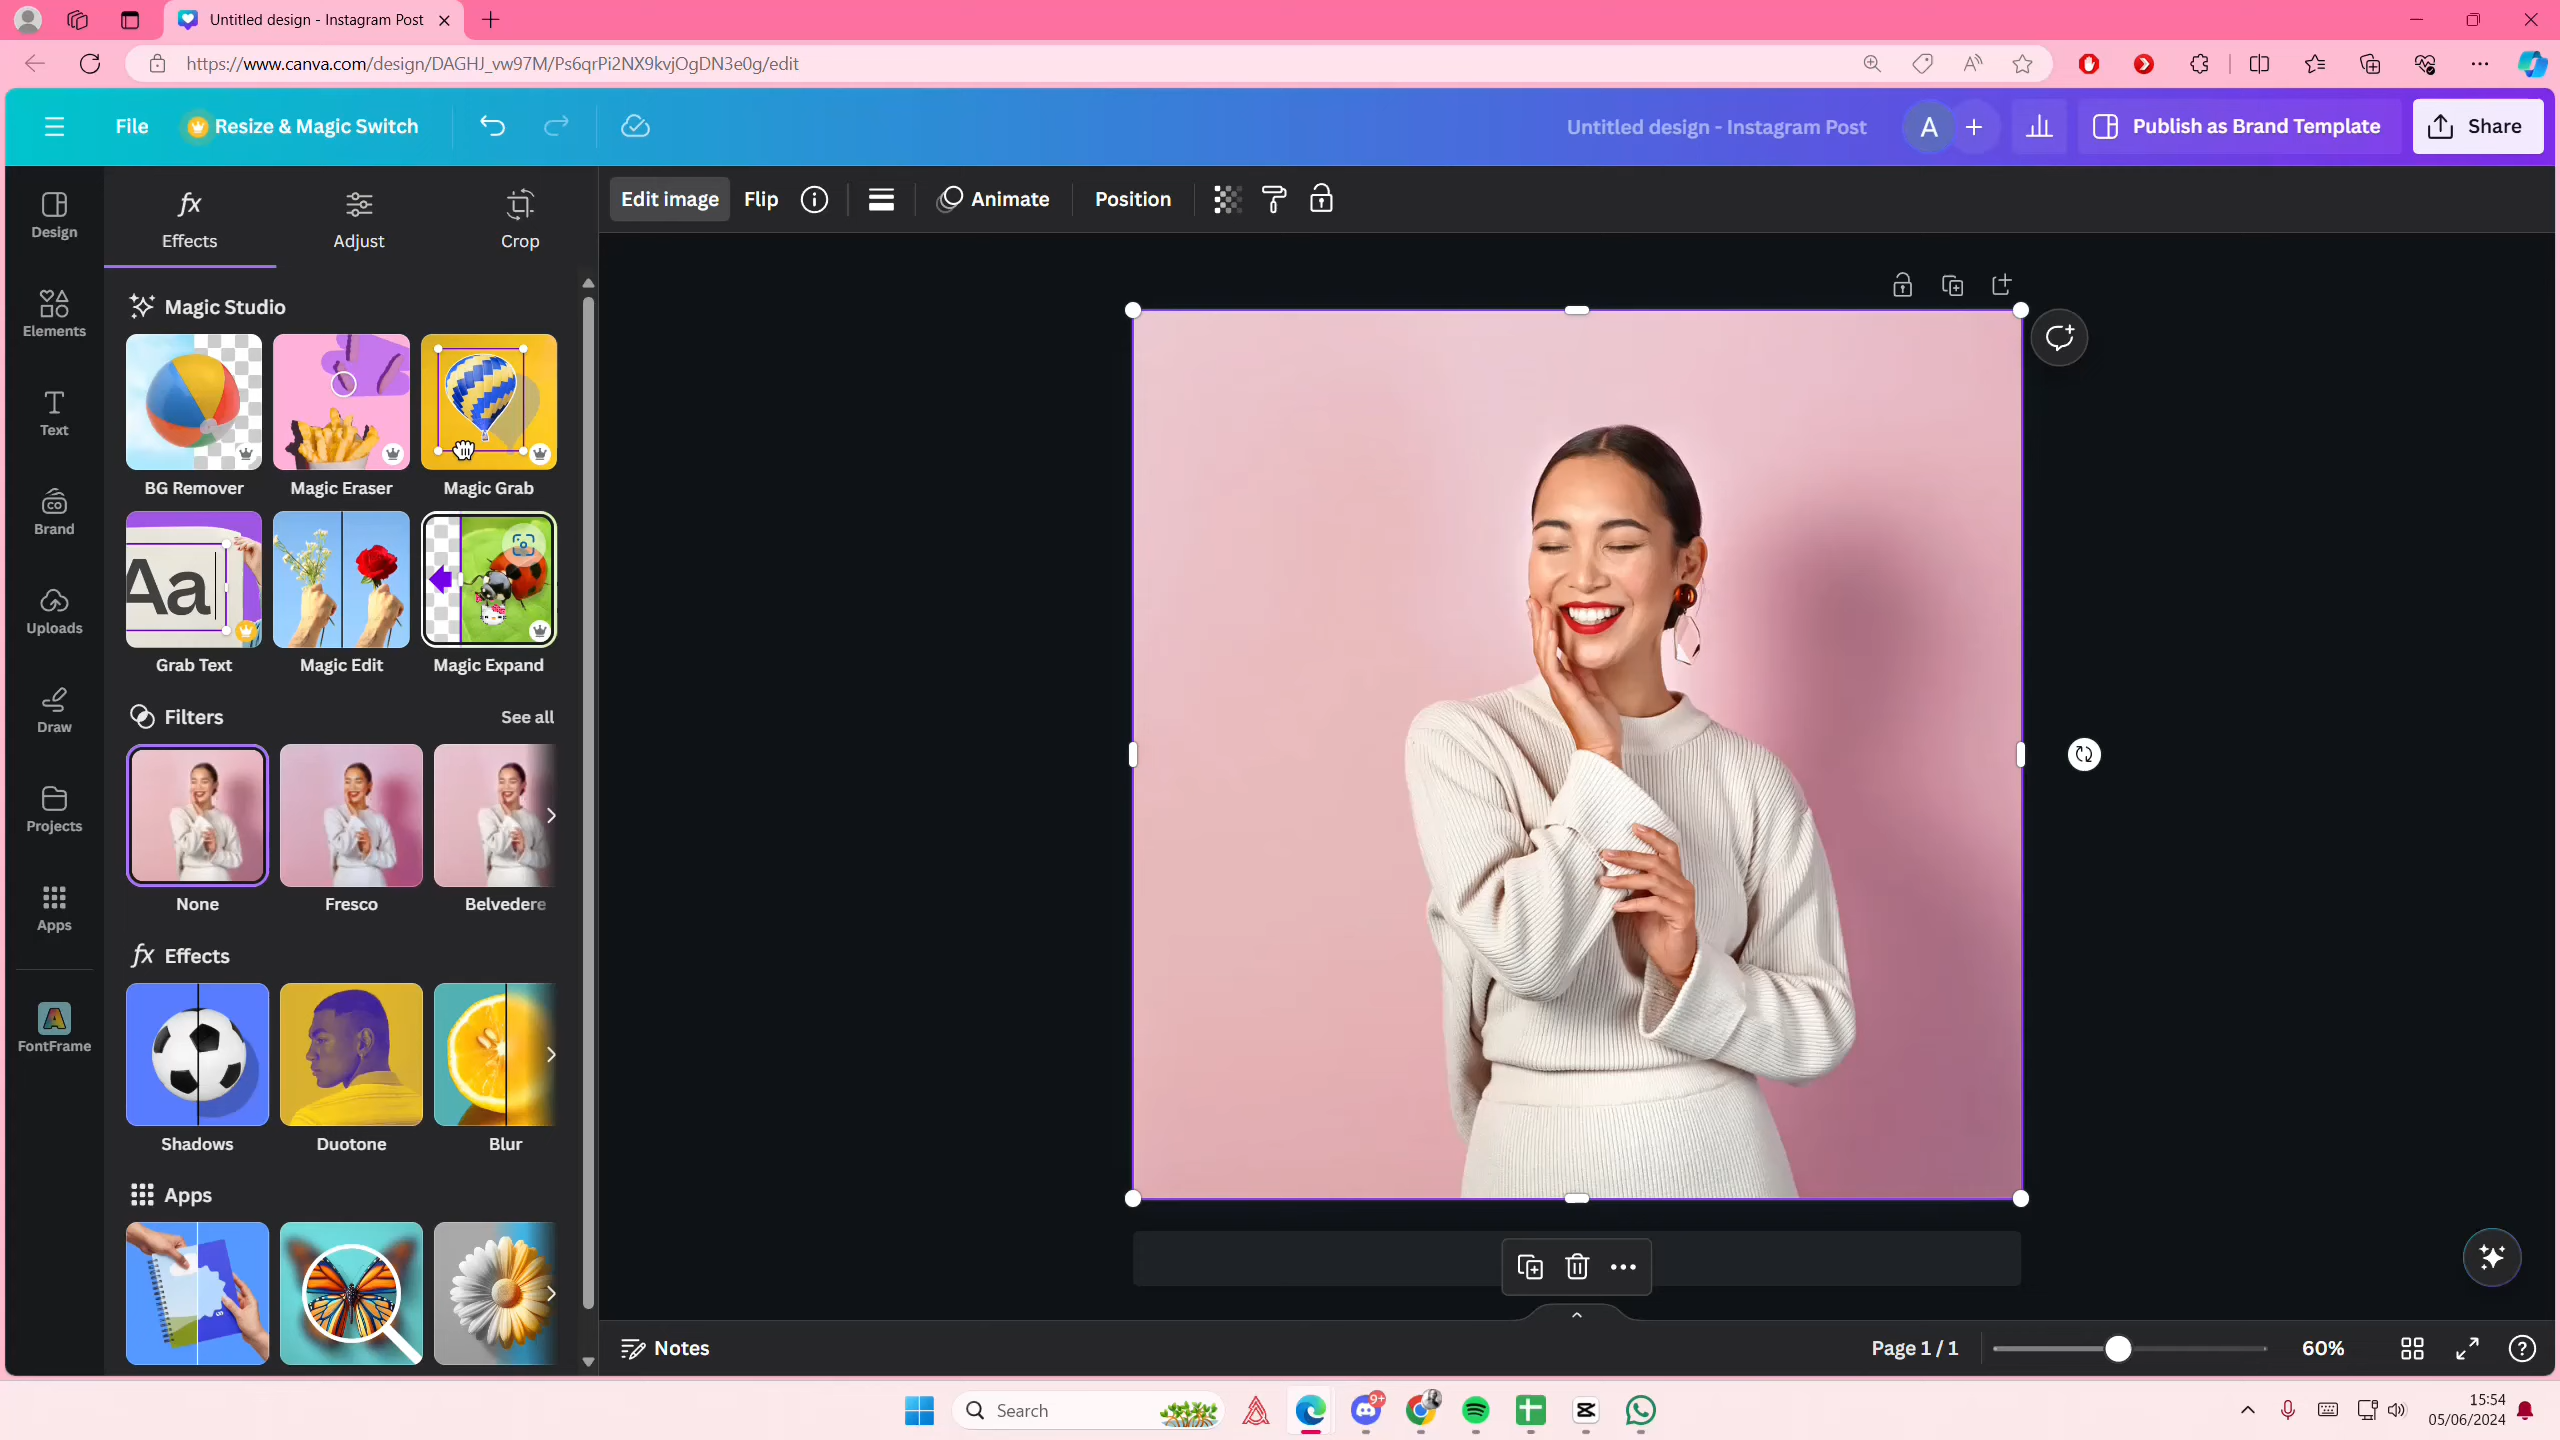 Untitled design - Instagram Post
https://www.canva.com/design/DAGHJ_vw97M/Ps6qrPi2NX9kvjOgDN3e0g/edit
File
Resize & Magic Switch
Untitled design - Instagram Post
A
Publish as Brand Template
Share
Design
Elements
Text
Brand
Uploads
Draw
Projects
Apps
FontFrame
Effects
Adjust
Crop
Edit image
Flip
Animate
Position
Magic Studio
BG Remover
Magic Eraser
Magic Grab
Aa
Grab Text
Magic Edit
Magic Expand
Filters
See all
None
Fresco
Belvedere
Effects
Shadows
Duotone
Blur
Apps
Notes
Page 1 / 1
60%
Search
9+
15:54
05/06/2024